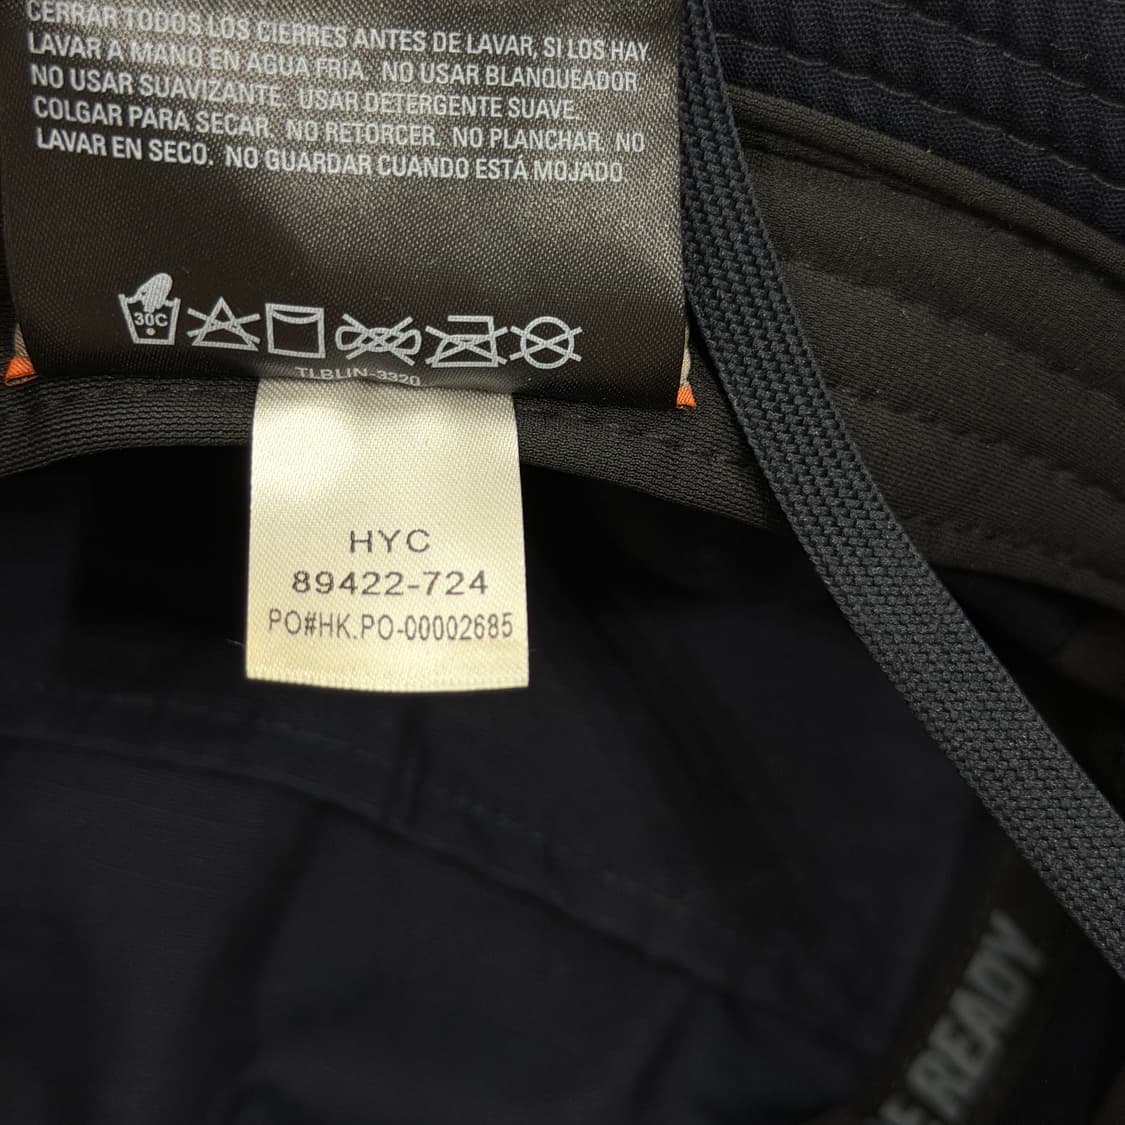 CERRAR TODOS LOS CIERRES ANTES DE LAVAR, SI LOS HAY
LAVAR A MANO EN AGUA FRÍA. NO USAR BLANQUEADOR
NO USAR SUAVIZANTE. USAR DETERGENTE SUAVE.
COLGAR PARA SECAR. NO RETORCER. NO PLANCHAR. NO
LAVAR EN SECO. NO GUARDAR CUANDO ESTÁ MOJADO.
30C
TLBLIN-3320
HYC
89422-724
PO#HK.PO-00002685
READY